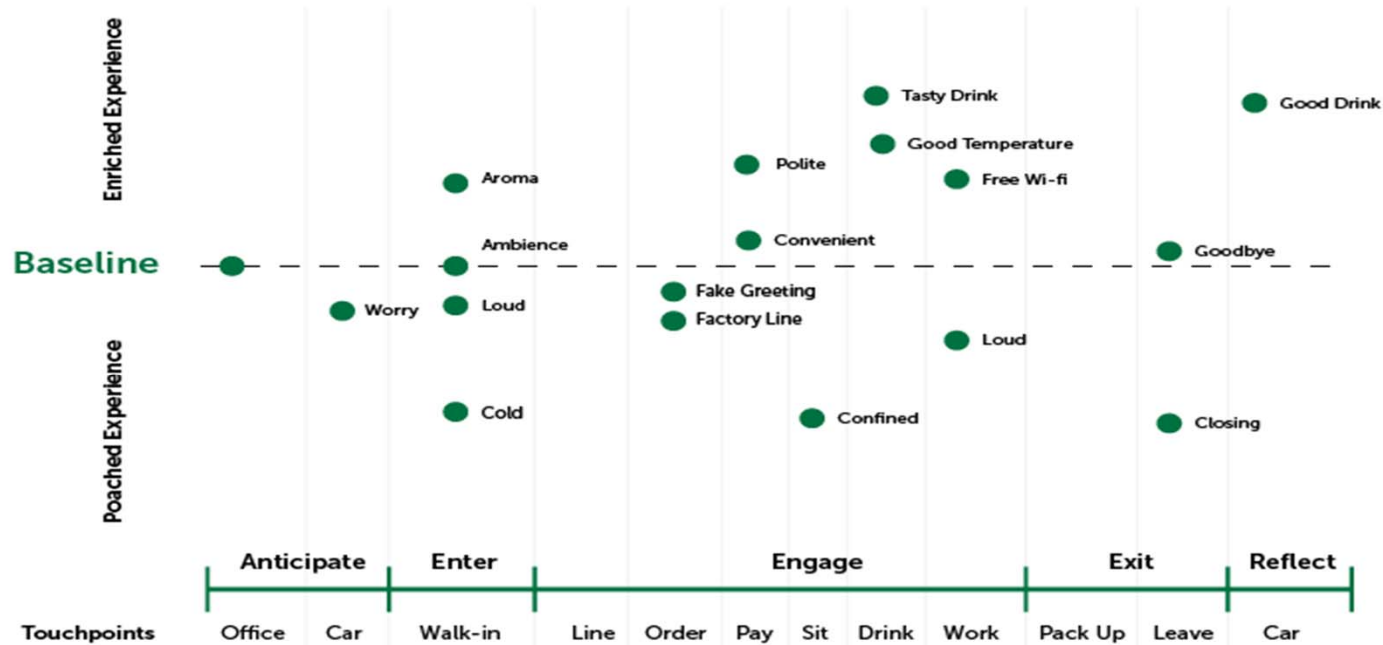 Enriched Experience
Tasty Drink
Good Drink
Good Temperature
Polite
Aroma
Free Wi-fi
Convenient
Ambience
Goodbye
Baseline
Fake Greeting
Loud
Worry
Factory Line
Loud
Poached Experience
Cold
Confined
Closing
Anticipate Enter Engage Exit Reflect
Touchpoints Office Car Walk-in Line Order Pay Sit Drink Work Pack Up Leave Car